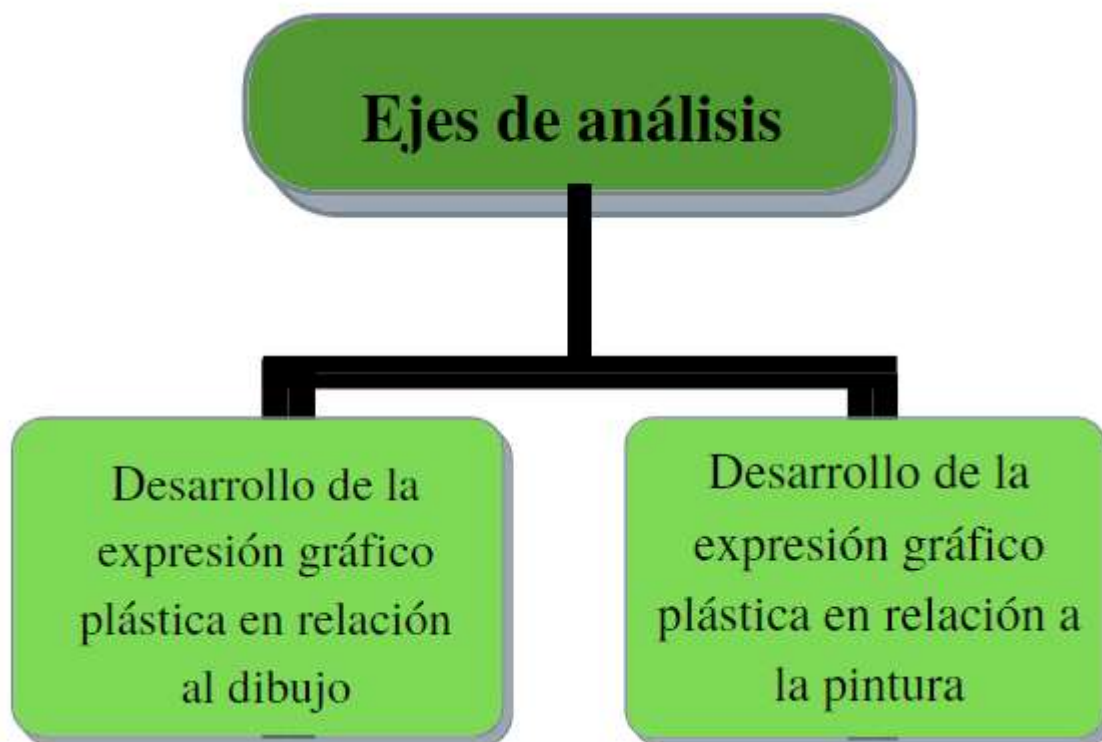 Ejes de análisis
Desarrollo de la
expresión gráfico
plástica en relación
al dibujo
Desarrollo de la
expresión gráfico
plástica en relación a
la pintura